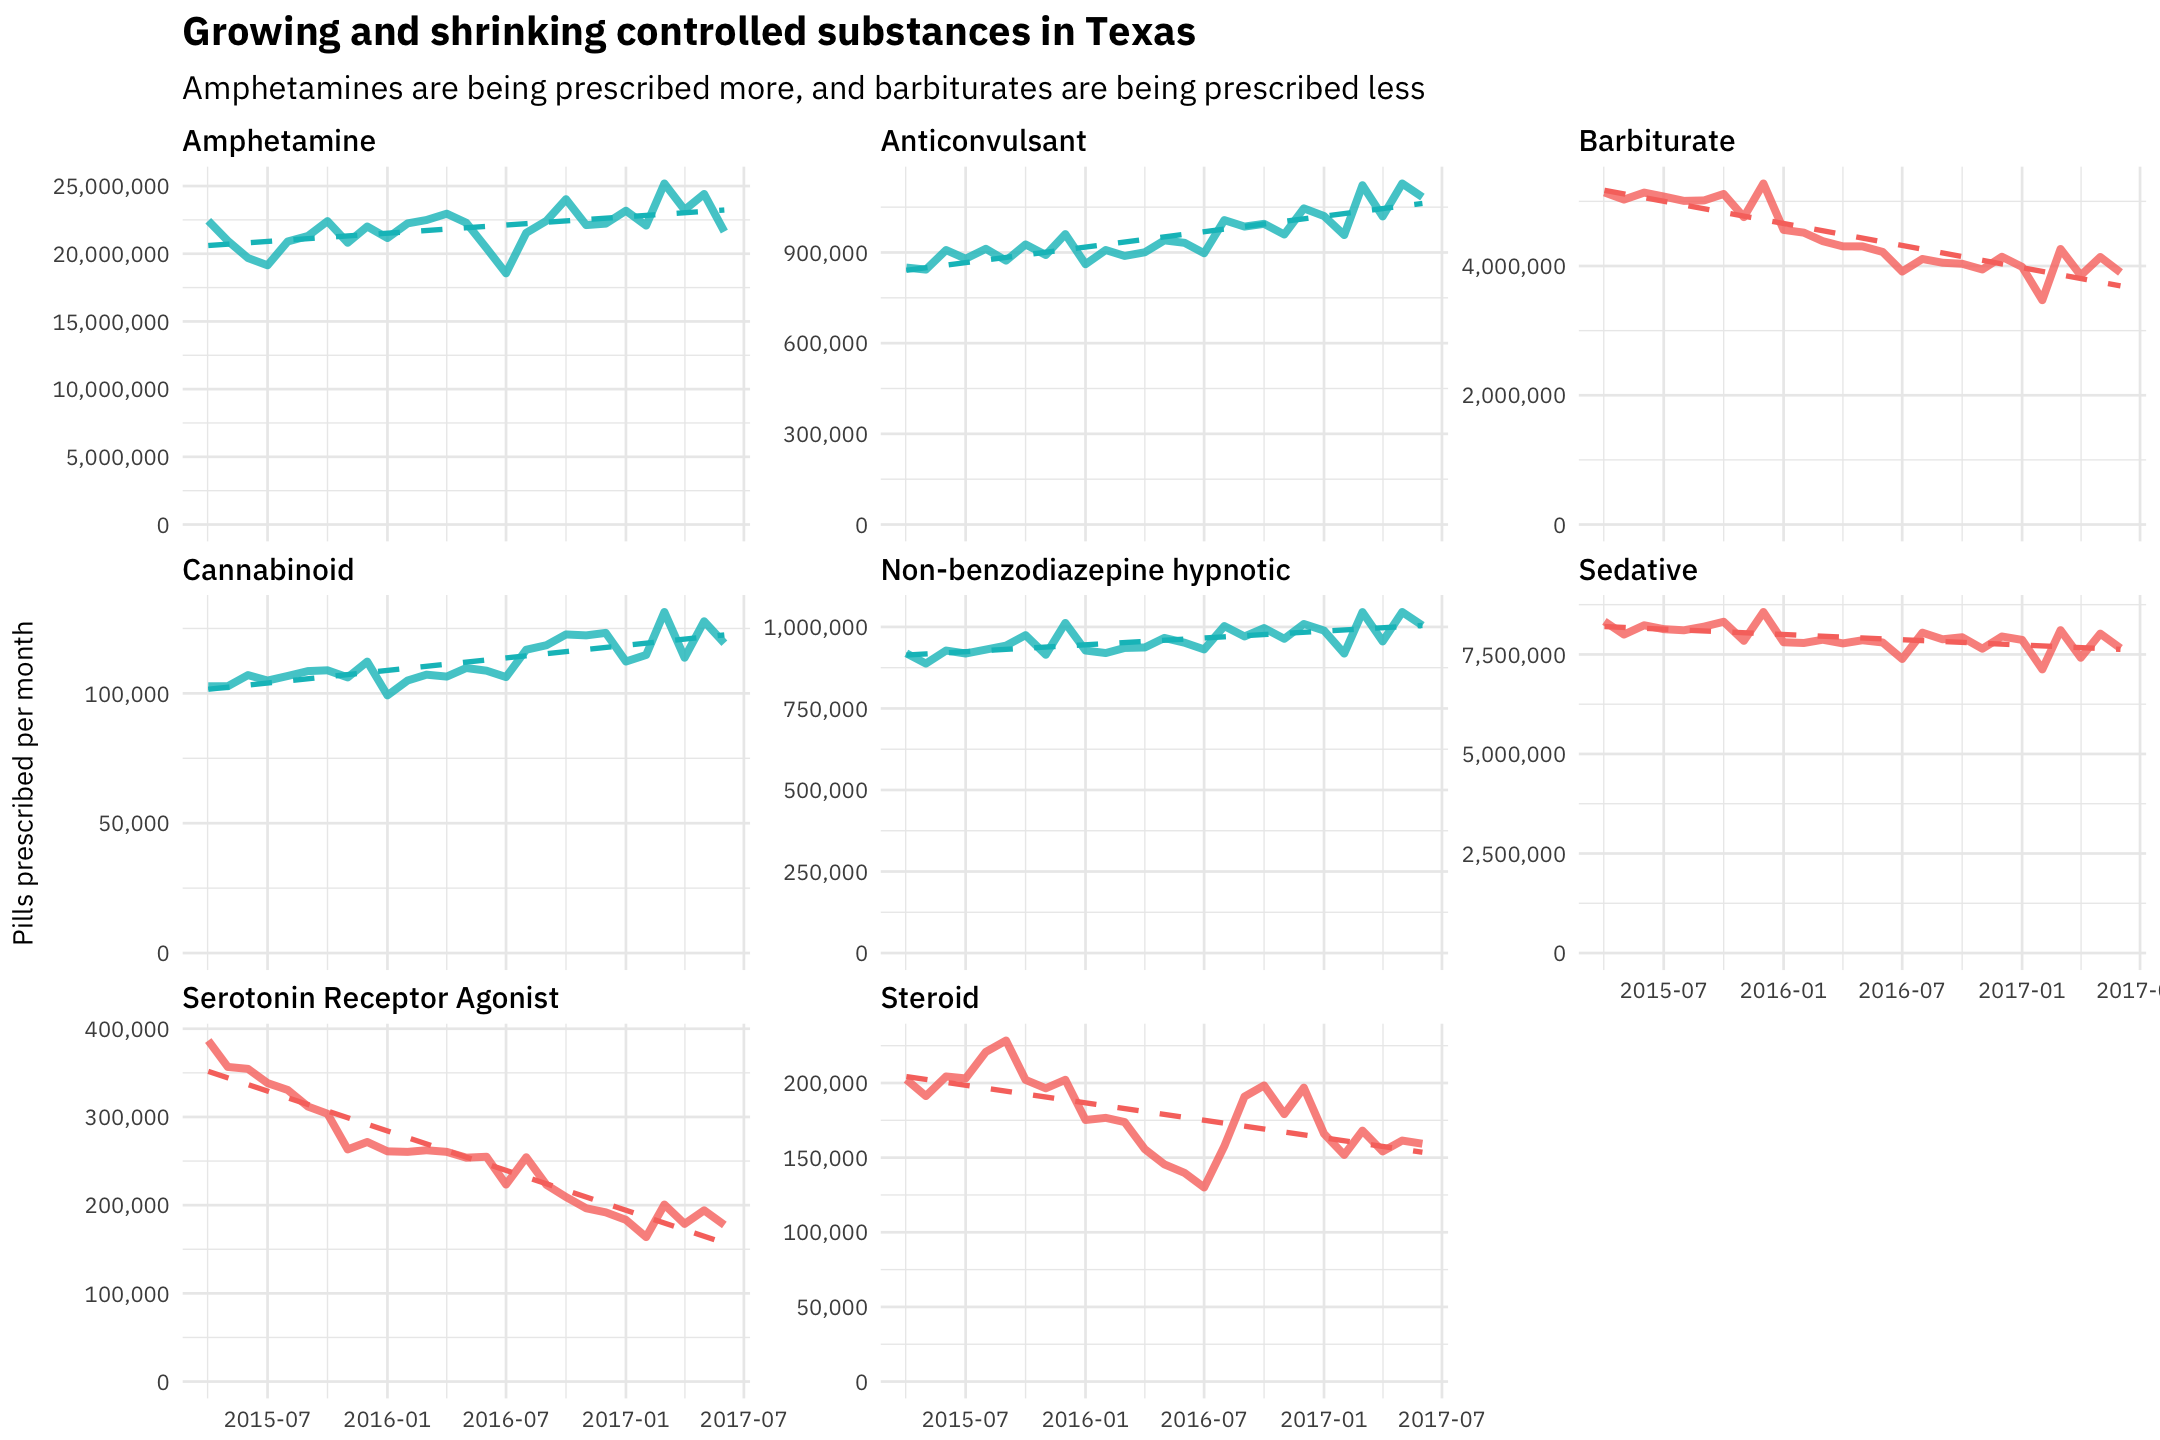 Growing and shrinking controlled substances in Texas
Amphetamines are being prescribed more, and barbiturates are being prescribed less
Pills prescribed per month
Amphetamine
25,000,000
20,000,000
15,000,000
10,000,000
5,000,000
0
Anticonvulsant
900,000
600,000
300,000
0
Barbiturate
4,000,000
2,000,000
0
Cannabinoid
100,000
50,000
0
Non-benzodiazepine hypnotic
1,000,000
750,000
500,000
250,000
0
Sedative
7,500,000
5,000,000
2,500,000
0
2015-07 2016-01 2016-07 2017-01 2017-0
Serotonin Receptor Agonist
400,000
300,000
200,000
100,000
0
2015-07 2016-01 2016-07 2017-01 2017-07
Steroid
200,000
150,000
100,000
50,000
0
2015-07 2016-01 2016-07 2017-01 2017-07